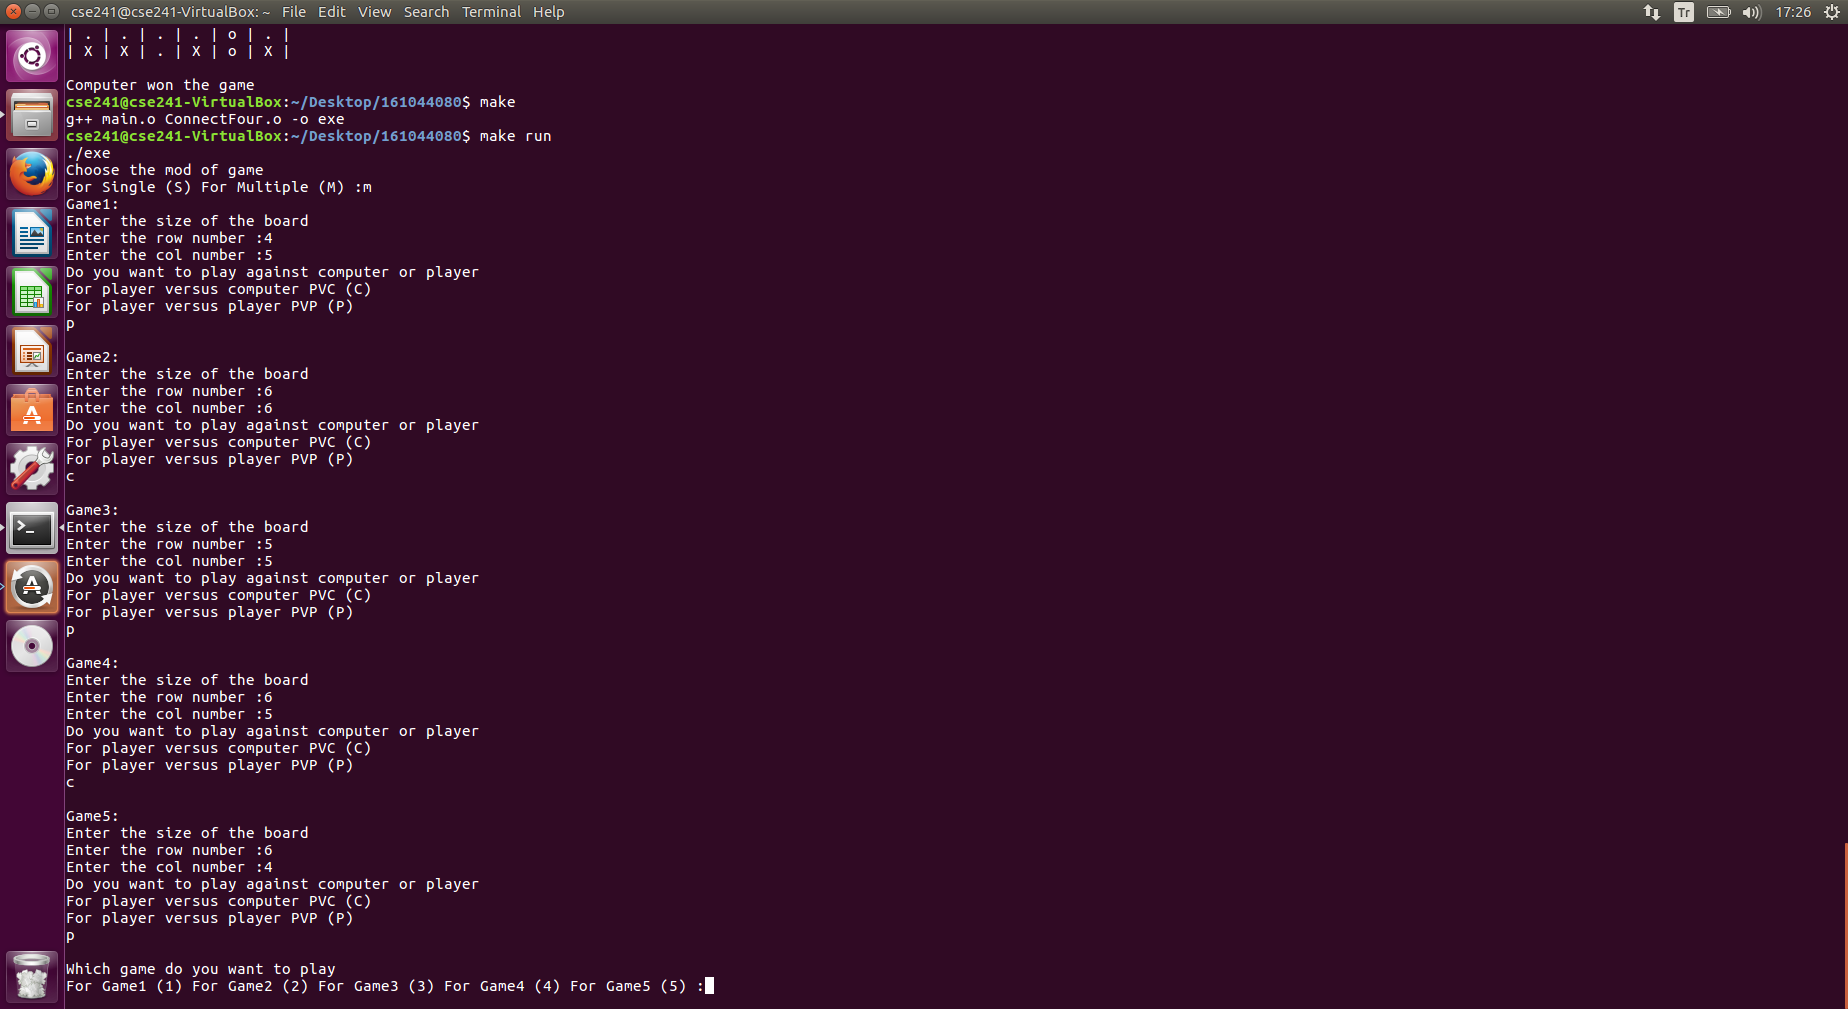 cse241@cse241-VirtualBox: ~ File Edit View Search Terminal Help Tr 17:26
| . | . | . | . | o | . |
| X | X | . | X | o | X |
Computer won the game
cse241@cse241-VirtualBox:~/Desktop/161044080$ make
g++ main.o ConnectFour.o -o exe
cse241@cse241-VirtualBox:~/Desktop/161044080$ make run
./exe
Choose the mod of game
For Single (S) For Multiple (M) :m
Game1:
Enter the size of the board
Enter the row number :4
Enter the col number :5
Do you want to play against computer or player
For player versus computer PVC (C)
For player versus player PVP (P)
p
Game2:
Enter the size of the board
Enter the row number :6
Enter the col number :6
Do you want to play against computer or player
For player versus computer PVC (C)
For player versus player PVP (P)
c
Game3:
Enter the size of the board
Enter the row number :5
Enter the col number :5
Do you want to play against computer or player
For player versus computer PVC (C)
For player versus player PVP (P)
p
Game4:
Enter the size of the board
Enter the row number :6
Enter the col number :5
Do you want to play against computer or player
For player versus computer PVC (C)
For player versus player PVP (P)
c
Game5:
Enter the size of the board
Enter the row number :6
Enter the col number :4
Do you want to play against computer or player
For player versus computer PVC (C)
For player versus player PVP (P)
p
Which game do you want to play
For Game1 (1) For Game2 (2) For Game3 (3) For Game4 (4) For Game5 (5) :